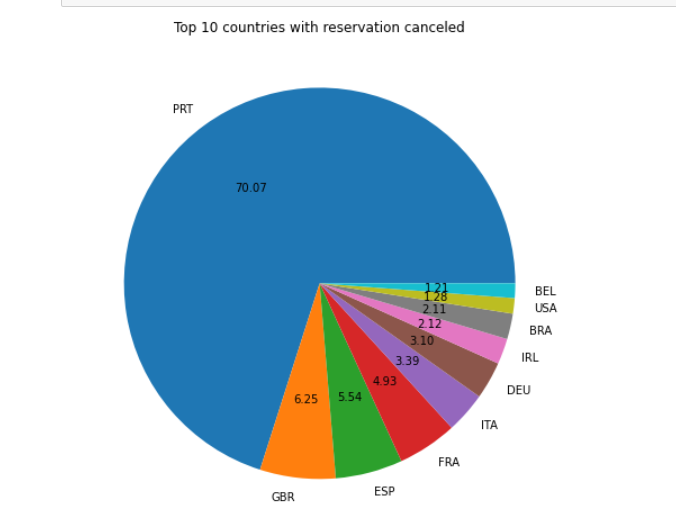 Top 10 countries with reservation canceled
PRT
70.07
1.21
BEL
1.28
USA
2.11
BRA
2.12
IRL
3.10
DEU
3.39
ITA
4.93
FRA
5.54
ESP
6.25
GBR